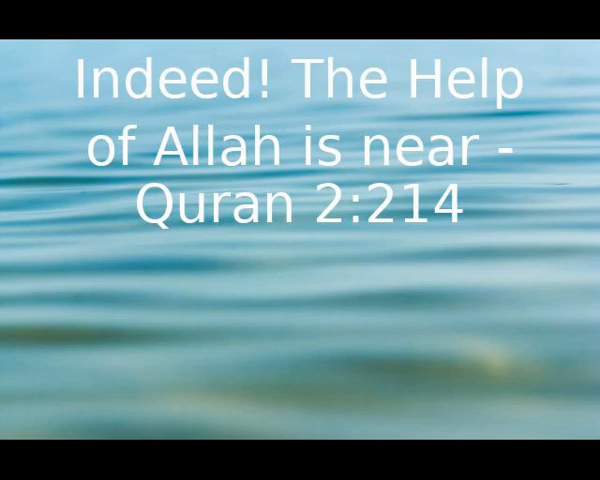 Indeed! The Help
of Allah is near -
Quran 2:214